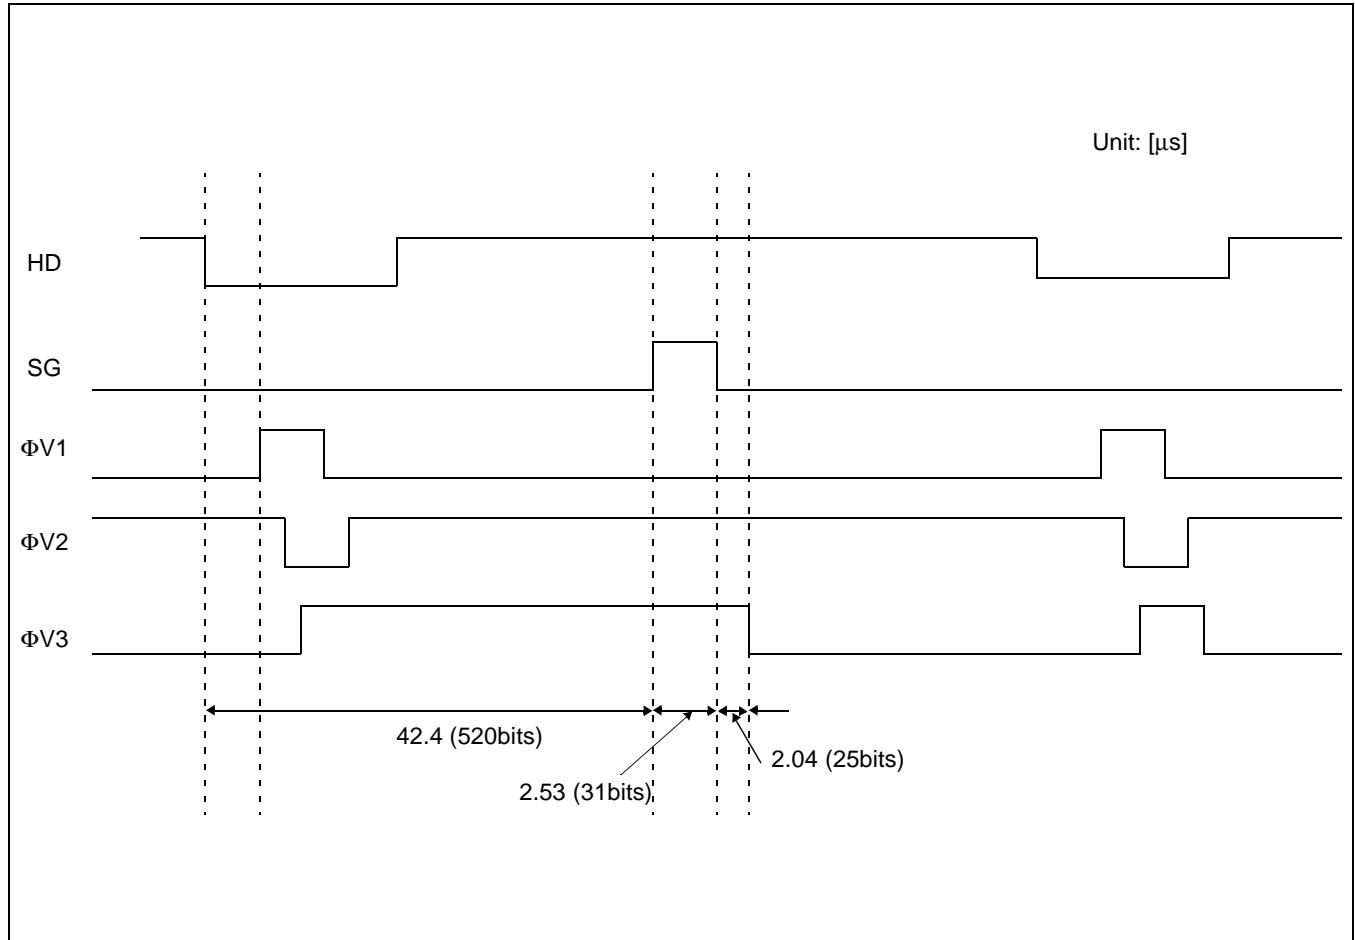 Unit: [μs]
HD
SG
ΦV1
ΦV2
ΦV3
42.4 (520bits)
2.04 (25bits)
2.53 (31bits)